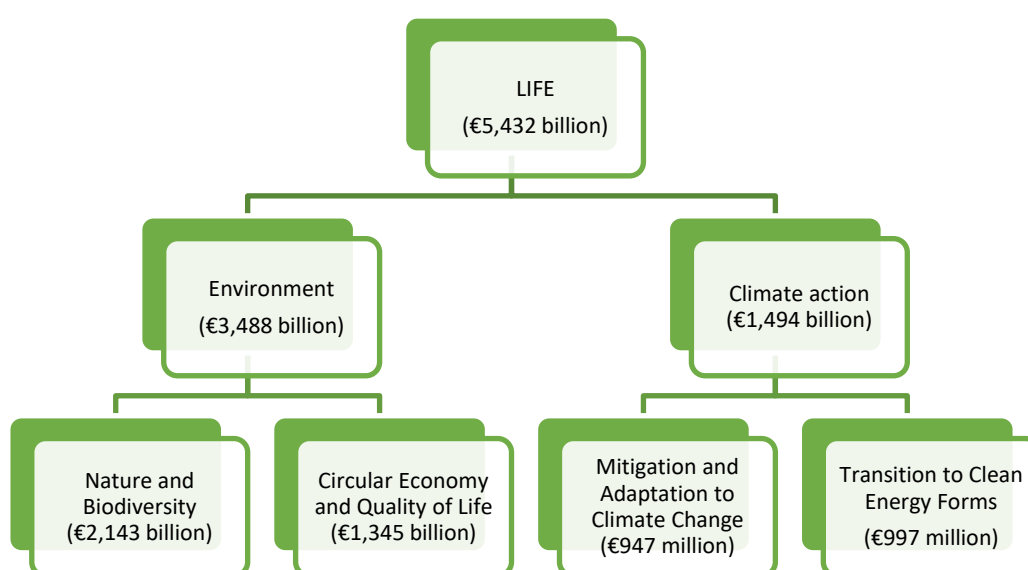 LIFE
(€5,432 billion)
Environment
(€3,488 billion)
Climate action
(€1,494 billion)
Nature and
Biodiversity
(€2,143 billion)
Circular Economy
and Quality of Life
(€1,345 billion)
Mitigation and
Adaptation to
Climate Change
(€947 million)
Transition to Clean
Energy Forms
(€997 million)